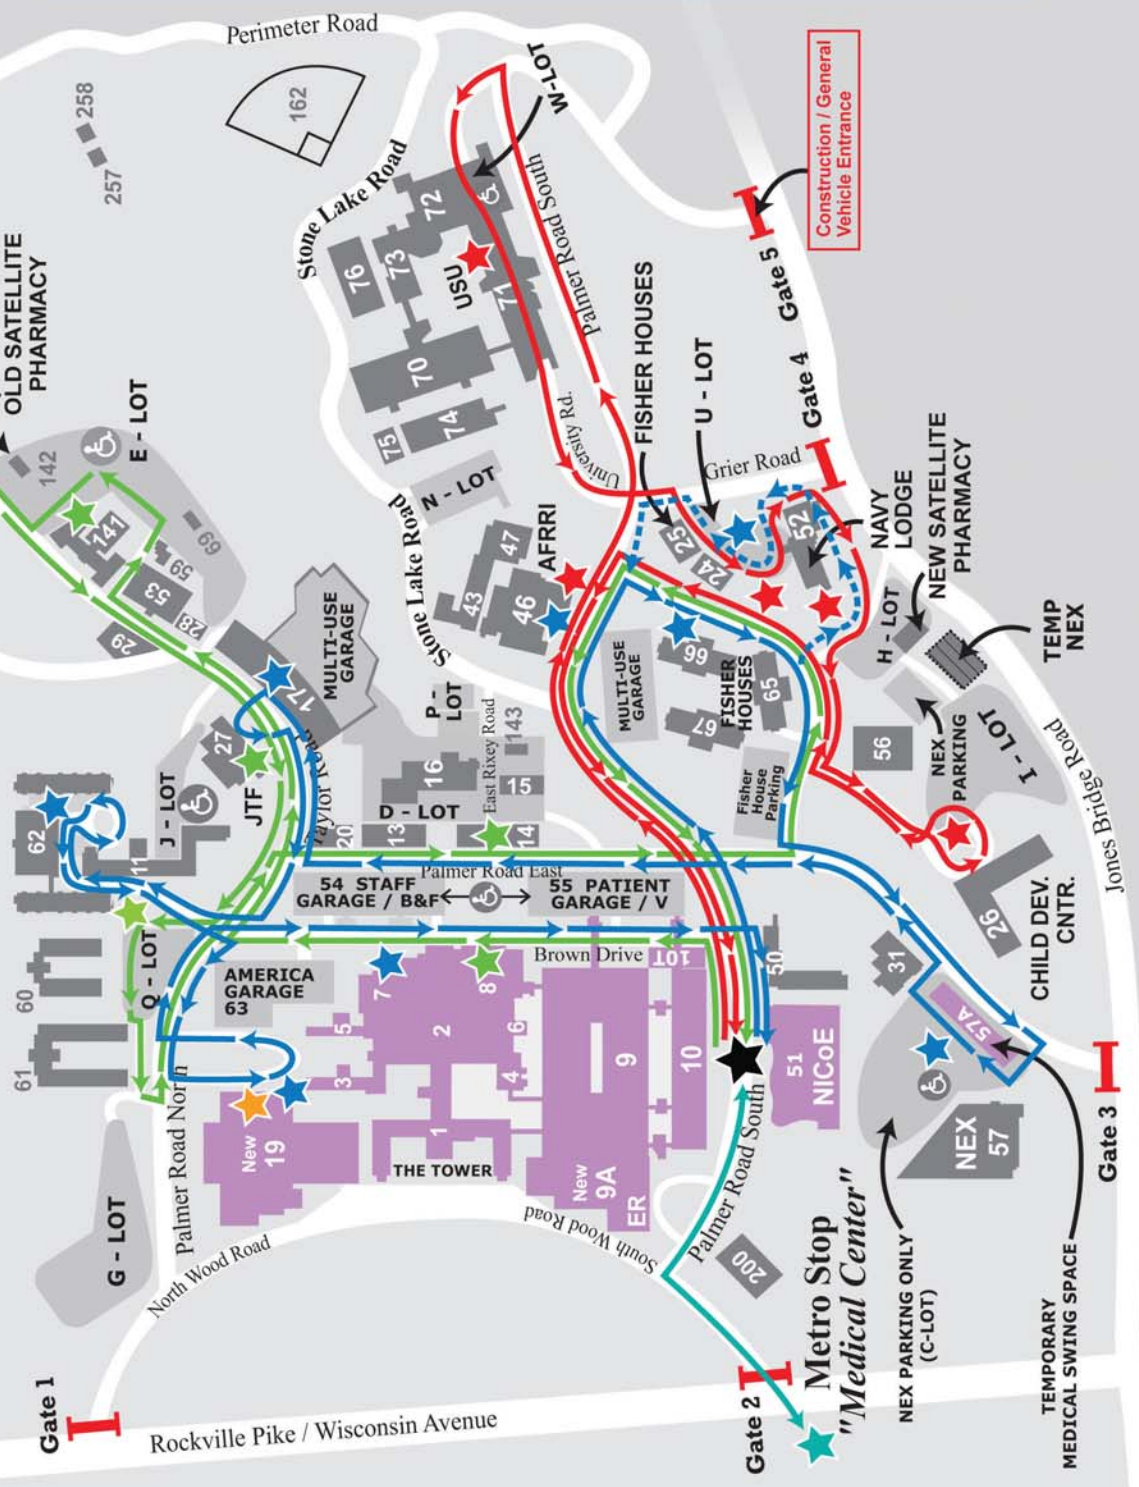 Perimeter Road
258
257
162
W-LOT
Construction / General
Vehicle Entrance
OLD SATELLITE
PHARMACY
Stone Lake Road
72
76
73
USU
71
Palmer Road South
Gate 5
E - LOT
142
70
74
75
University Rd.
FISHER HOUSES
U - LOT
Grier Road
Gate 4
141
69
59
53
28
29
N - LOT
Stone Lake Road
47
43
46
AFRRI
25
24
52
NAVY
LODGE
NEW SATELLITE
PHARMACY
MULTI-USE
GARAGE
17
P -
LOT
143
East Rixey Road
MULTI-USE
GARAGE
66
FISHER
HOUSES
65
67
H - LOT
TEMP
NEX
62
J - LOT
27
JTF
Taylor Road
16
15
D - LOT
20
13
14
Fisher
House
Parking
56
NEX
PARKING
I - LOT
Jones Bridge Road
11
Palmer Road East
54 STAFF
GARAGE / B&F
55 PATIENT
GARAGE / V
26
CHILD DEV.
CNTR.
60
Q - LOT
AMERICA
GARAGE
63
7
8
Brown Drive
10T
50
31
57A
61
5
2
6
3
4
9
10
51
NICoE
Palmer Road North
New
19
1
THE TOWER
New
9A
ER
Palmer Road South
NEX
57
Gate 3
G - LOT
North Wood Road
South Wood Road
200
Metro Stop
"Medical Center"
NEX PARKING ONLY
(C-LOT)
TEMPORARY
MEDICAL SWING SPACE
Gate 1
Rockville Pike / Wisconsin Avenue
Gate 2